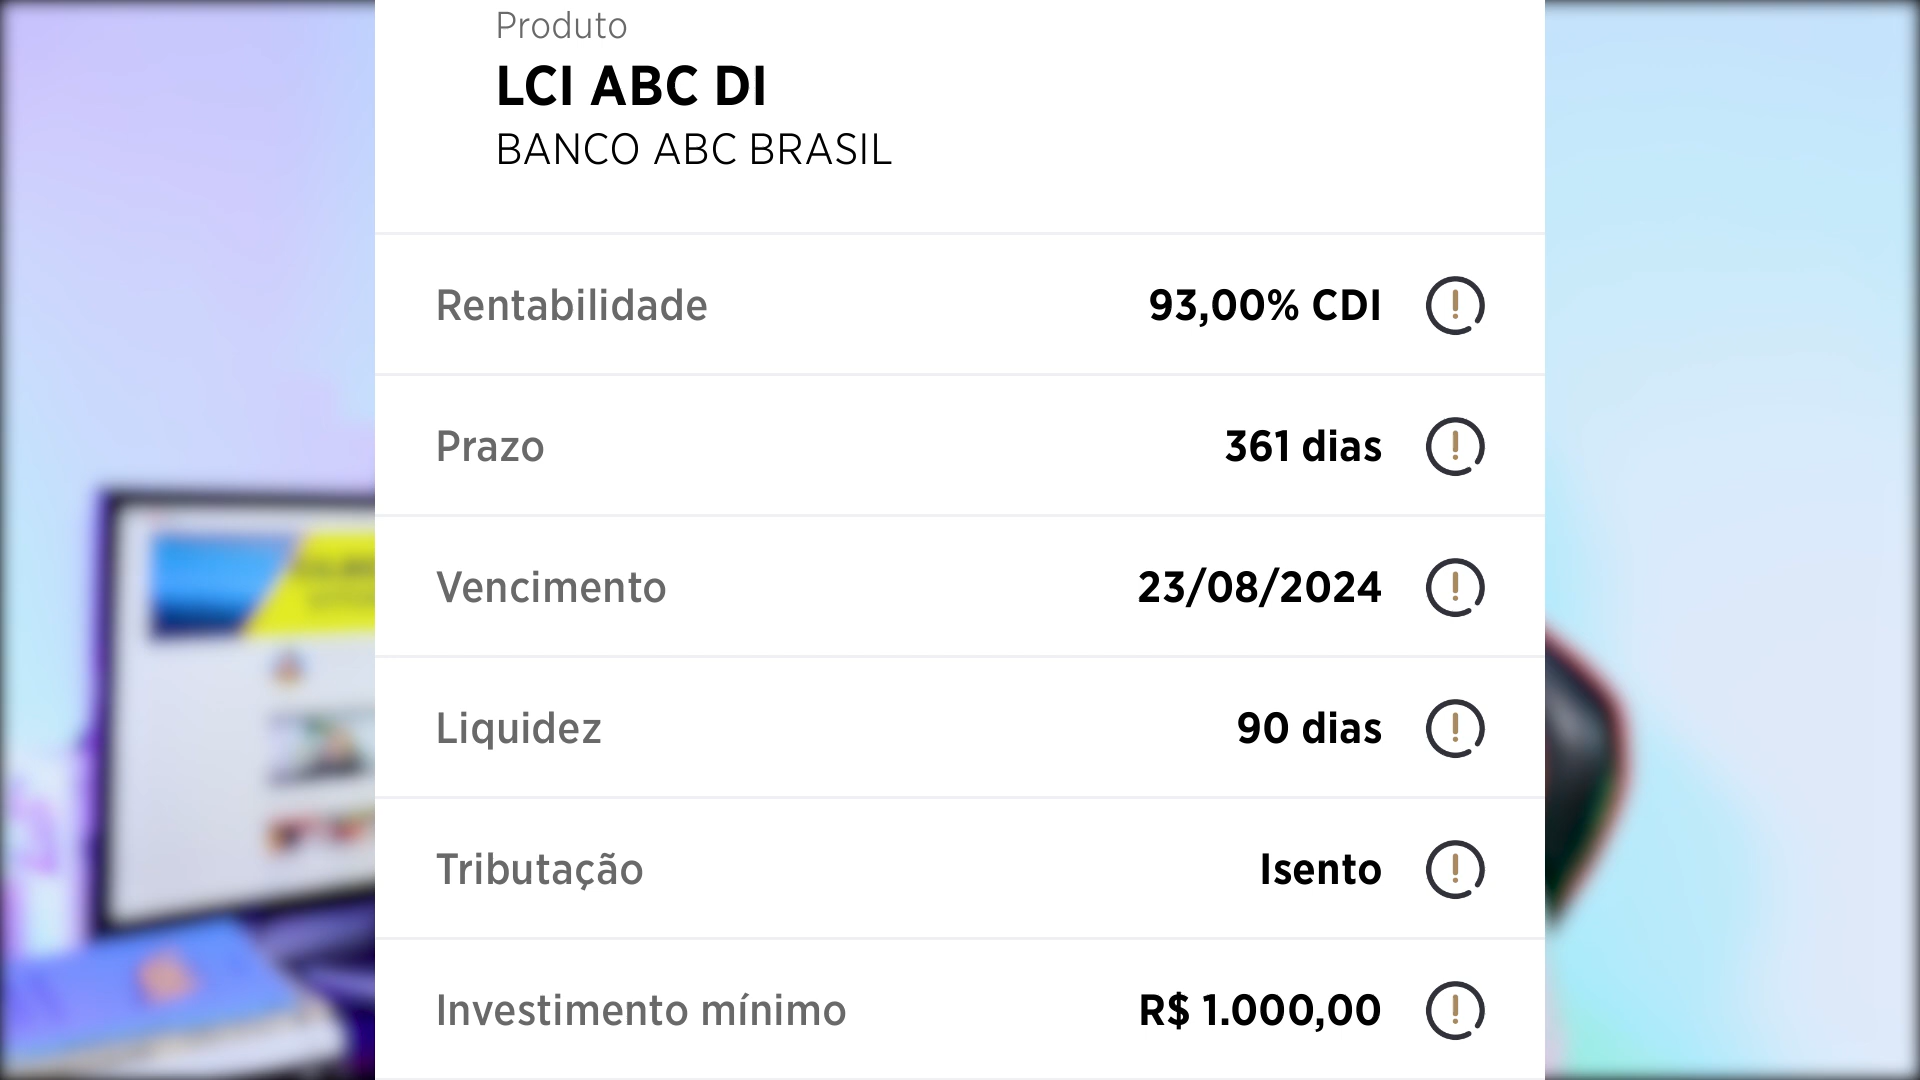 Produto
LCI ABC DI
BANCO ABC BRASIL
Rentabilidade 93,00% CDI
Prazo 361 dias
Vencimento 23/08/2024
Liquidez 90 dias
Tributação Isento
Investimento mínimo R$ 1.000,00